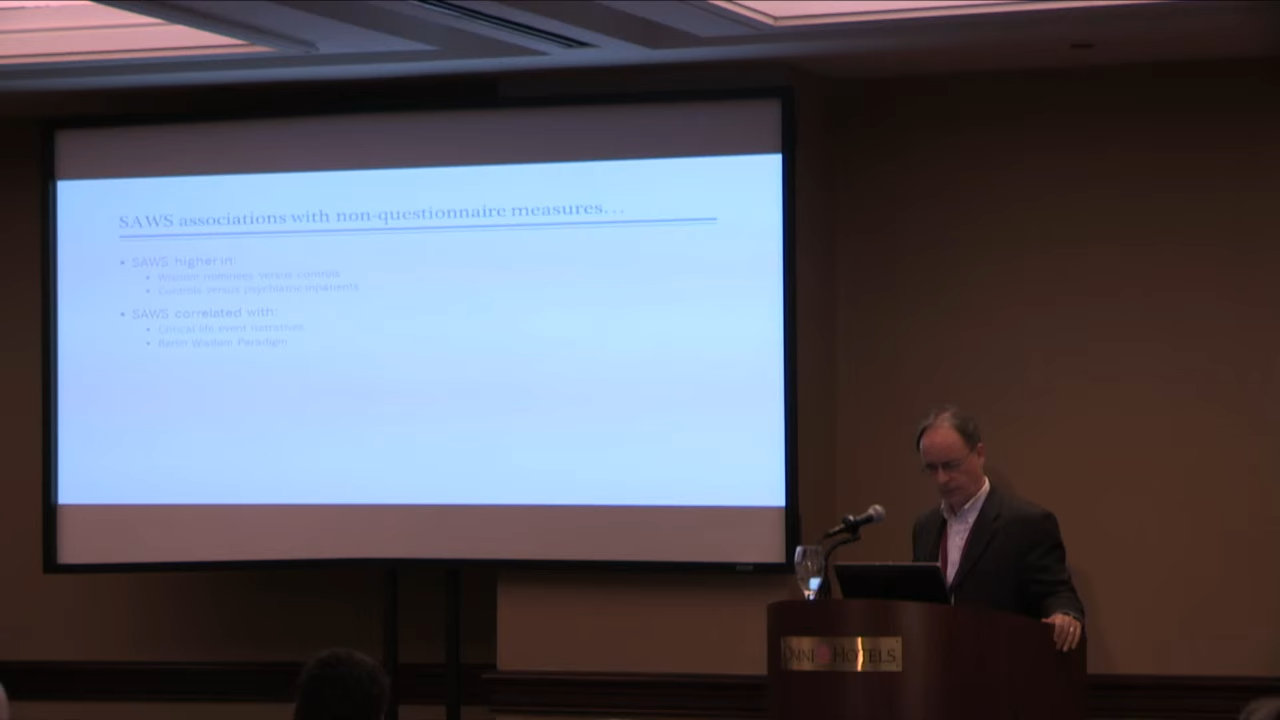 SAWS associations with non-questionnaire measures…
• SAWS higher in:
• Wisdom nominees versus controls
• Controls versus psychiatric inpatients
• SAWS correlated with:
• Critical life event narratives
• Berlin Wisdom Paradigm
OMNI HOTELS